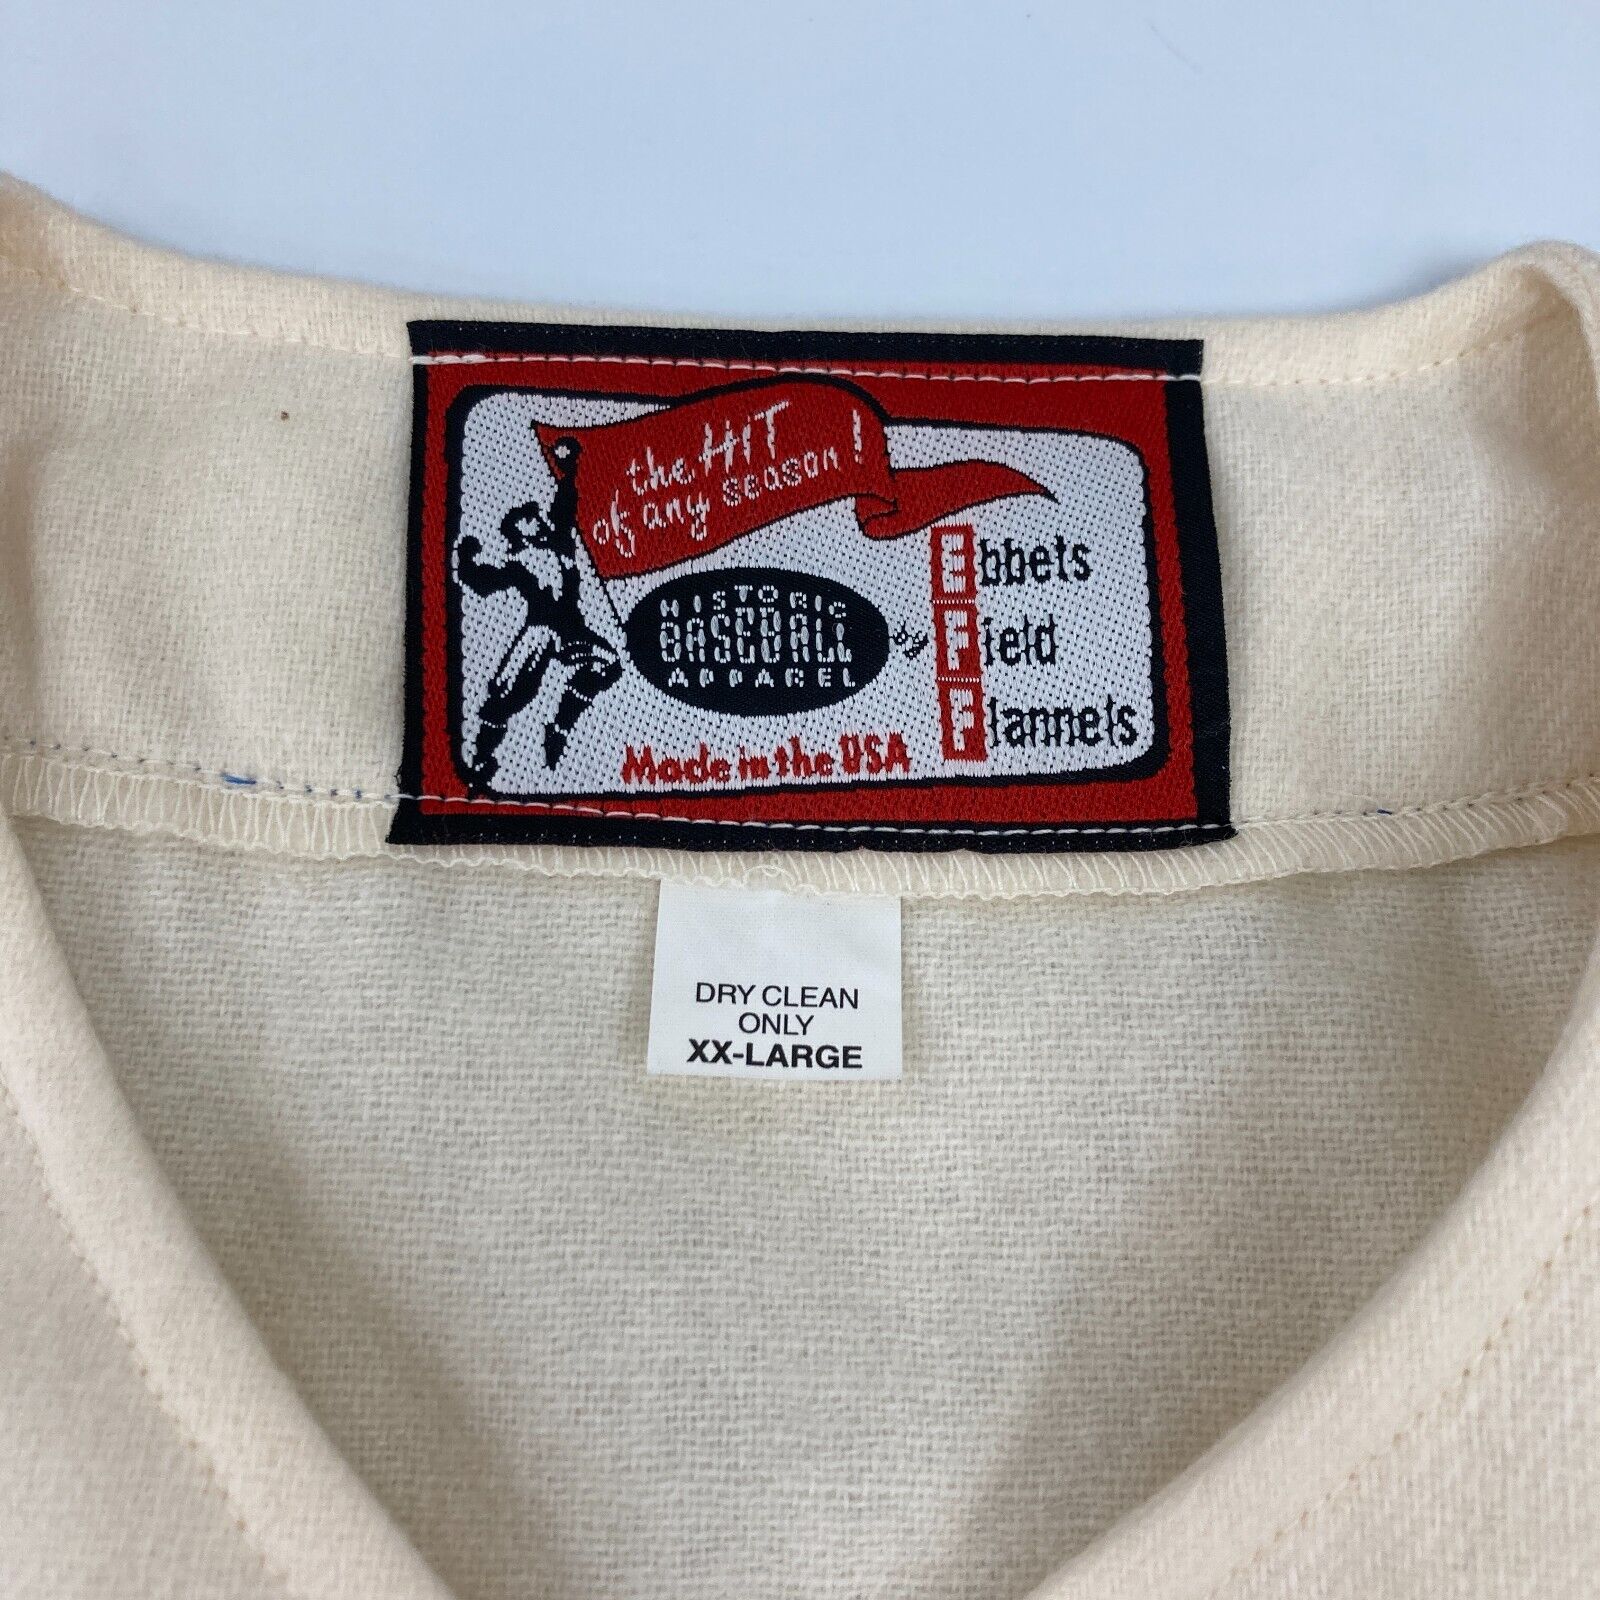 the HIT
of any season!
HISTORIC
BASEBALL
APPAREL
by
Ebbets
Field
Flannels
Made in the USA
DRY CLEAN
ONLY
XX-LARGE